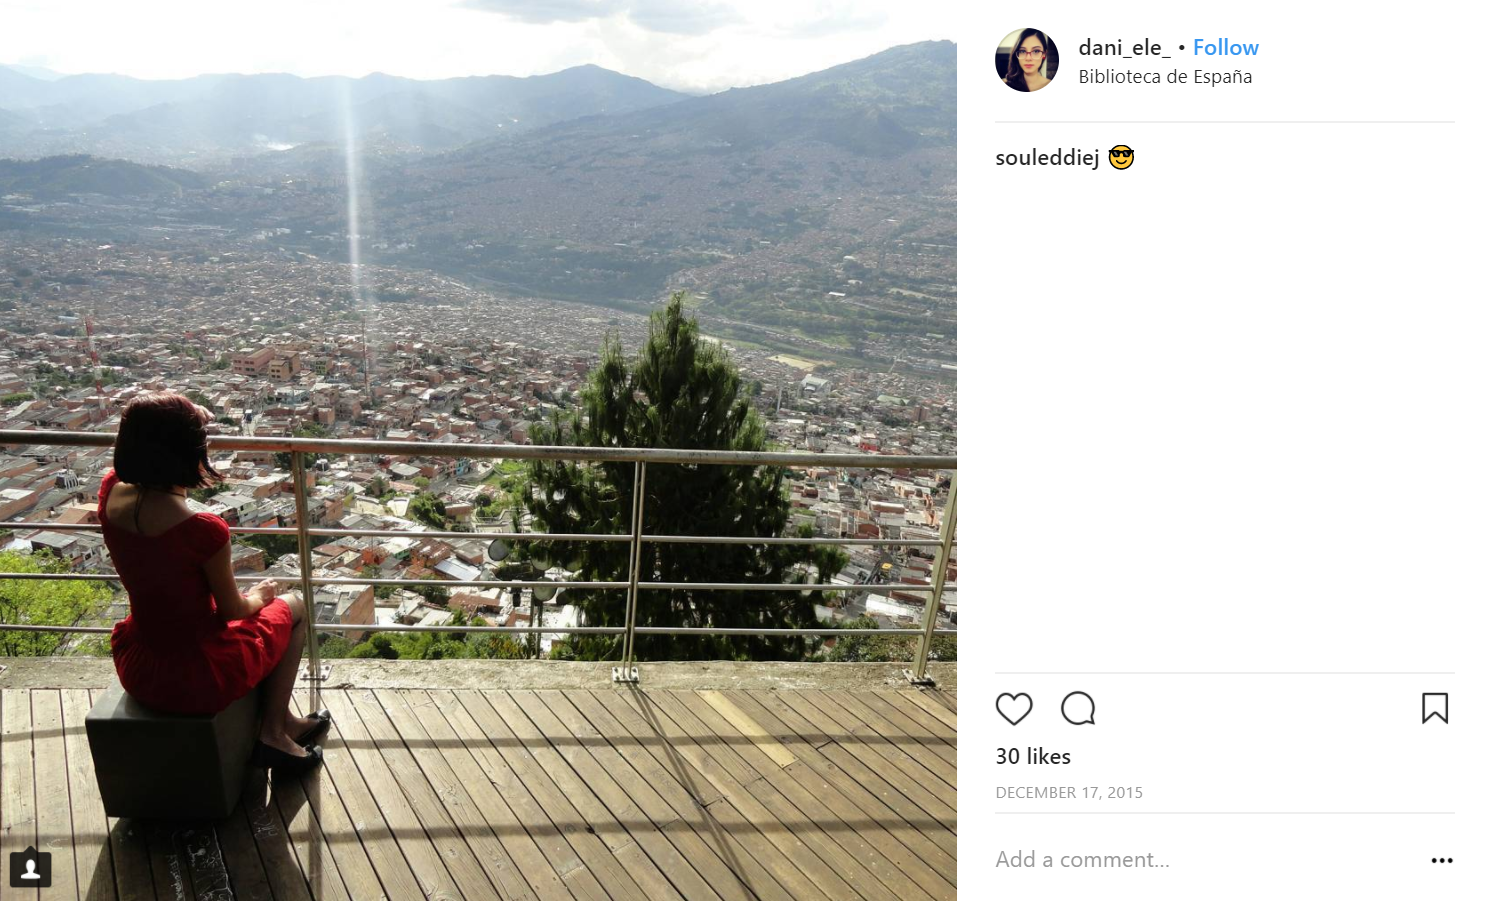 dani_ele_ • Follow
Biblioteca de España
souleddiej 😎
30 likes
DECEMBER 17, 2015
Add a comment...